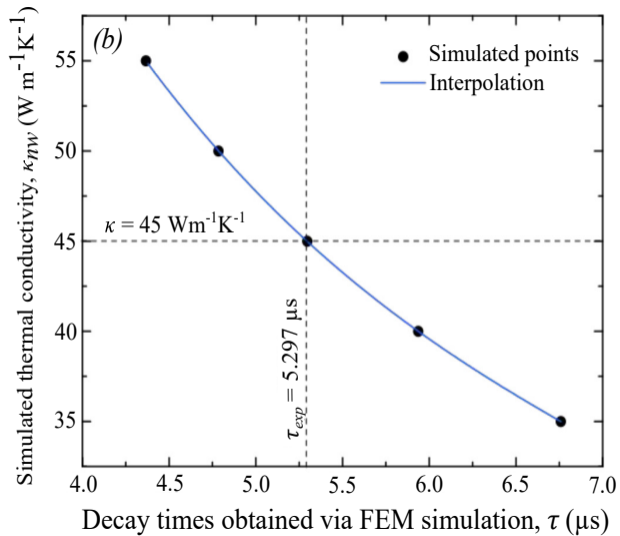 (b)
Simulated points
Interpolation
Simulated thermal conductivity, κnw (W m-1K-1)
55
50
45
40
35
κ = 45 Wm-1K-1
τexp = 5.297 µs
4.0 4.5 5.0 5.5 6.0 6.5 7.0
Decay times obtained via FEM simulation, τ (µs)